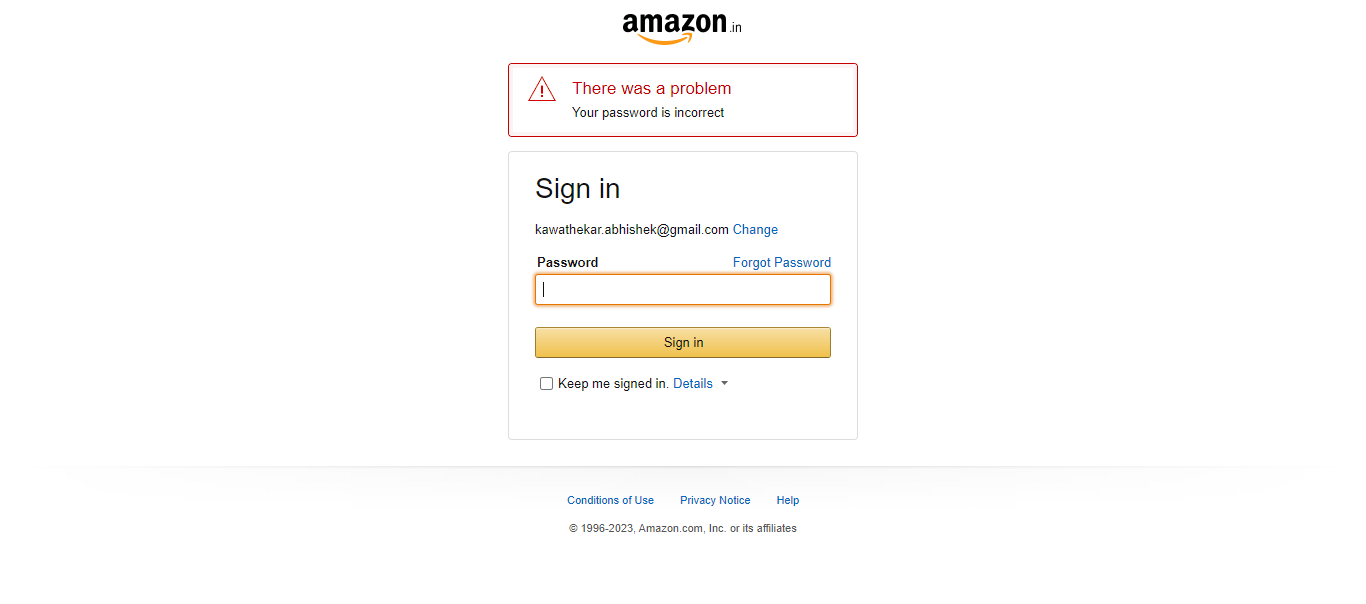 amazon.in
There was a problem
Your password is incorrect
Sign in
kawathekar.abhishek@gmail.com Change
Password Forgot Password
Sign in
Keep me signed in. Details
Conditions of Use Privacy Notice Help
© 1996-2023, Amazon.com, Inc. or its affiliates